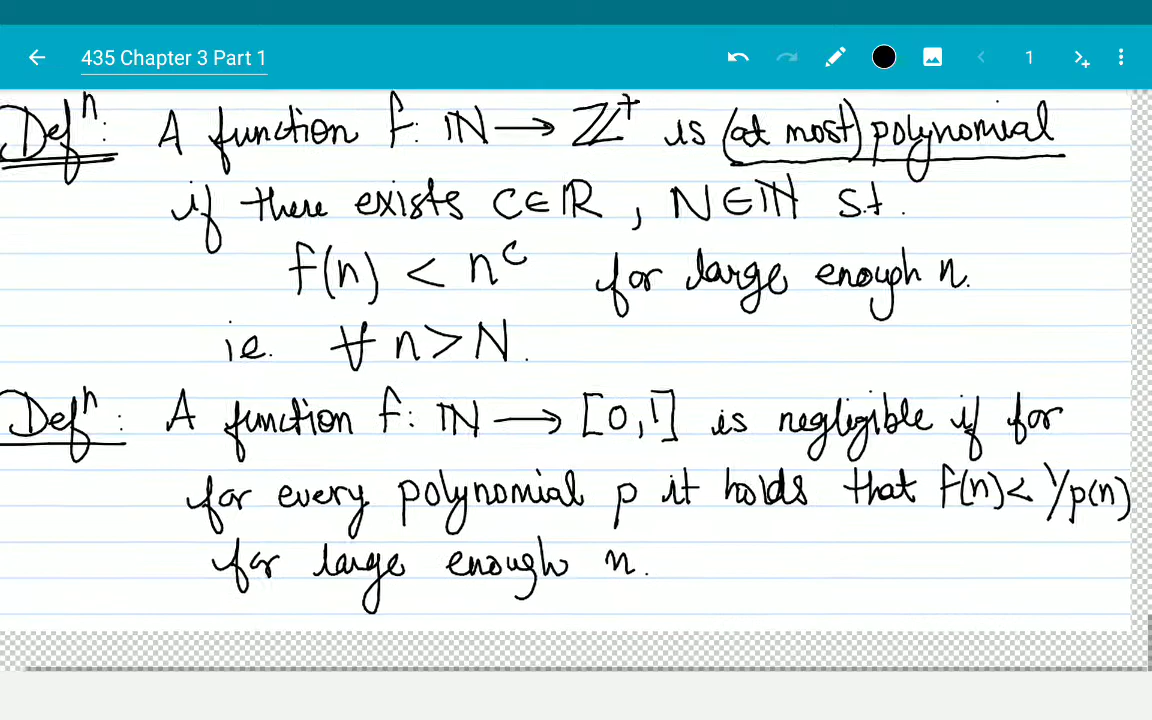 435 Chapter 3 Part 1
1
Defⁿ: A function f: ℕ → ℤ⁺ is (at most) polynomial
if there exists C∈ℝ, N∈ℕ s.t.
f(n) < n^c for large enough n.
ie. ∀ n > N.
Defⁿ: A function f: ℕ → [0,1] is negligible if for
for every polynomial p it holds that f(n) < 1/p(n)
for large enough n.